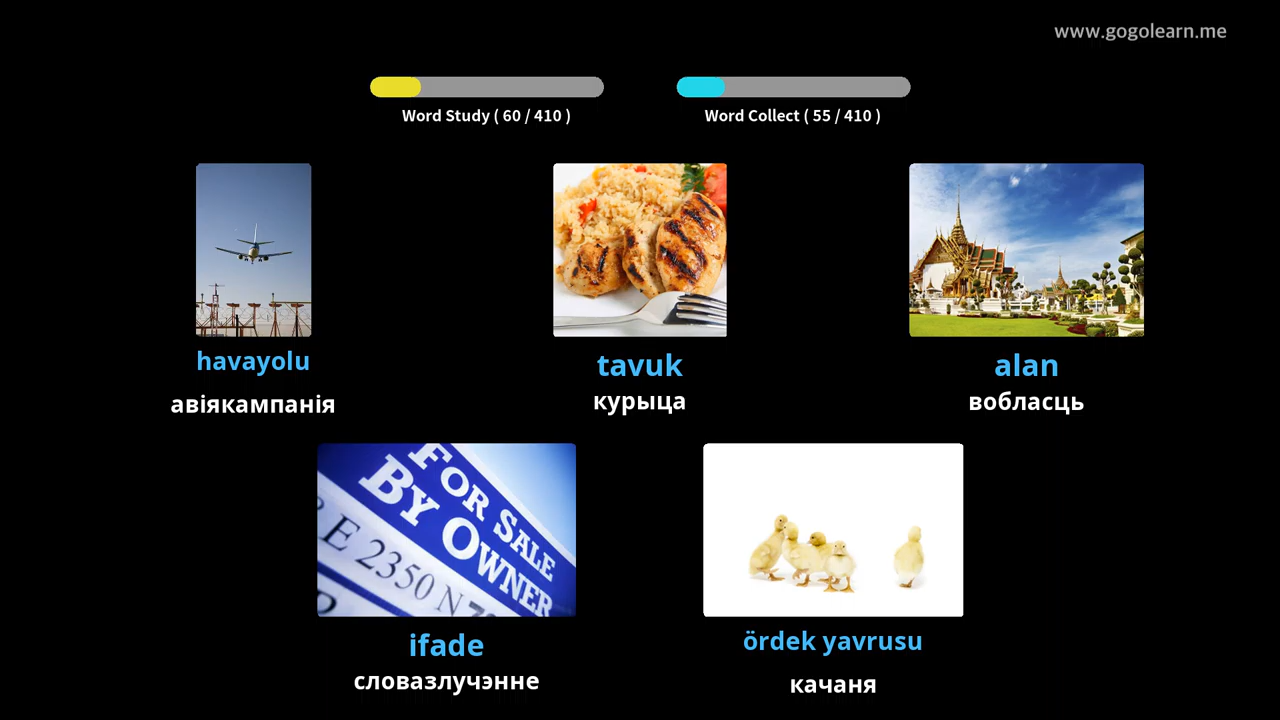 www.gogolearn.me
Word Study ( 60 / 410 )
Word Collect ( 55 / 410 )
havayolu
авіякампанія
tavuk
курыца
alan
вобласць
FOR SALE
BY OWNER
E 2350 N
ifade
словазлучэнне
ördek yavrusu
качаня